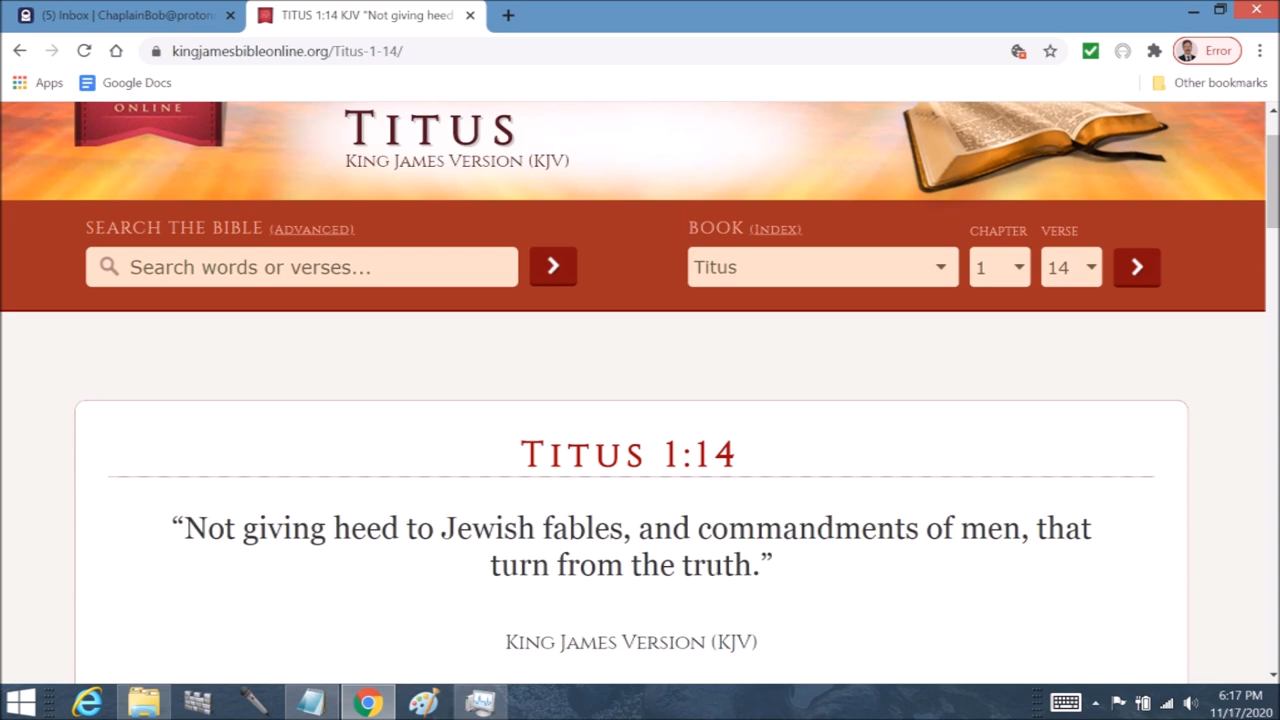 (5) Inbox | ChaplainBob@proton
TITUS 1:14 KJV "Not giving heed
kingjamesbibleonline.org/Titus-1-14/
Error
Apps
Google Docs
Other bookmarks
ONLINE
TITUS
KING JAMES VERSION (KJV)
SEARCH THE BIBLE (ADVANCED)
BOOK (INDEX)
CHAPTER
VERSE
Search words or verses...
Titus
1
14
TITUS 1:14
“Not giving heed to Jewish fables, and commandments of men, that
turn from the truth.”
KING JAMES VERSION (KJV)
6:17 PM
11/17/2020